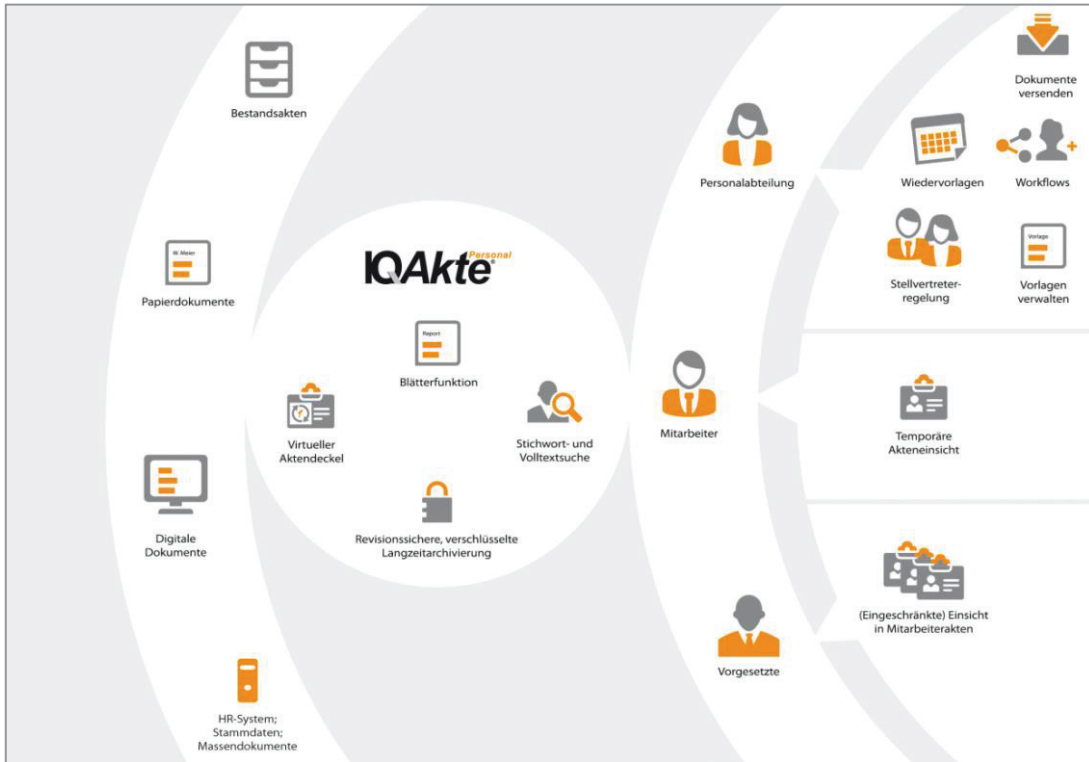 Bestandsakten
W. Meier
Papierdokumente
Digitale
Dokumente
HR-System;
Stammdaten;
Massendokumente
IQAkte® Personal
Report
Blätterfunktion
Virtueller
Aktendeckel
?
Stichwort- und
Volltextsuche
Revisionssichere, verschlüsselte
Langzeitarchivierung
Personalabteilung
Mitarbeiter
Vorgesetzte
Dokumente
versenden
Wiedervorlagen
Workflows
Stellvertreter-
regelung
Vorlage
Vorlagen
verwalten
Temporäre
Akteneinsicht
(Eingeschränkte) Einsicht
in Mitarbeiterakten